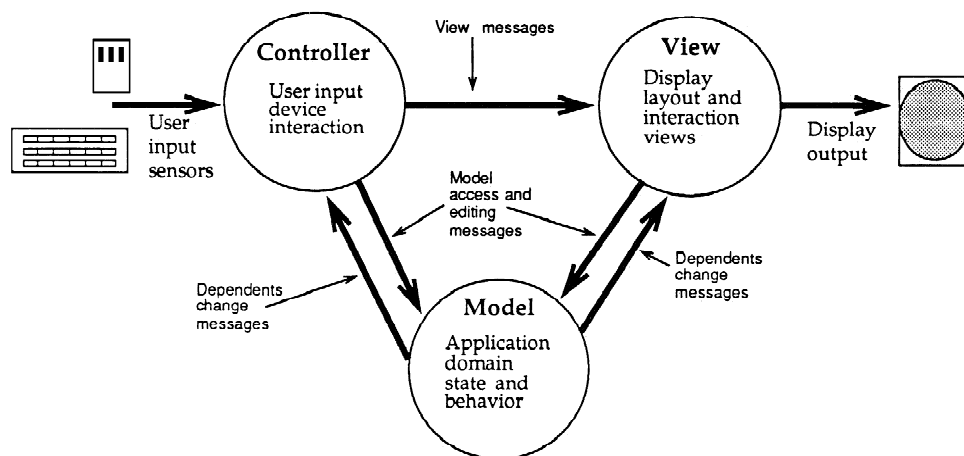 View messages
Controller
User input
device
interaction
View
Display
layout and
interaction
views
User
input
sensors
Display
output
Model
access and
editing
messages
Dependents
change
messages
Dependents
change
messages
Model
Application
domain
state and
behavior